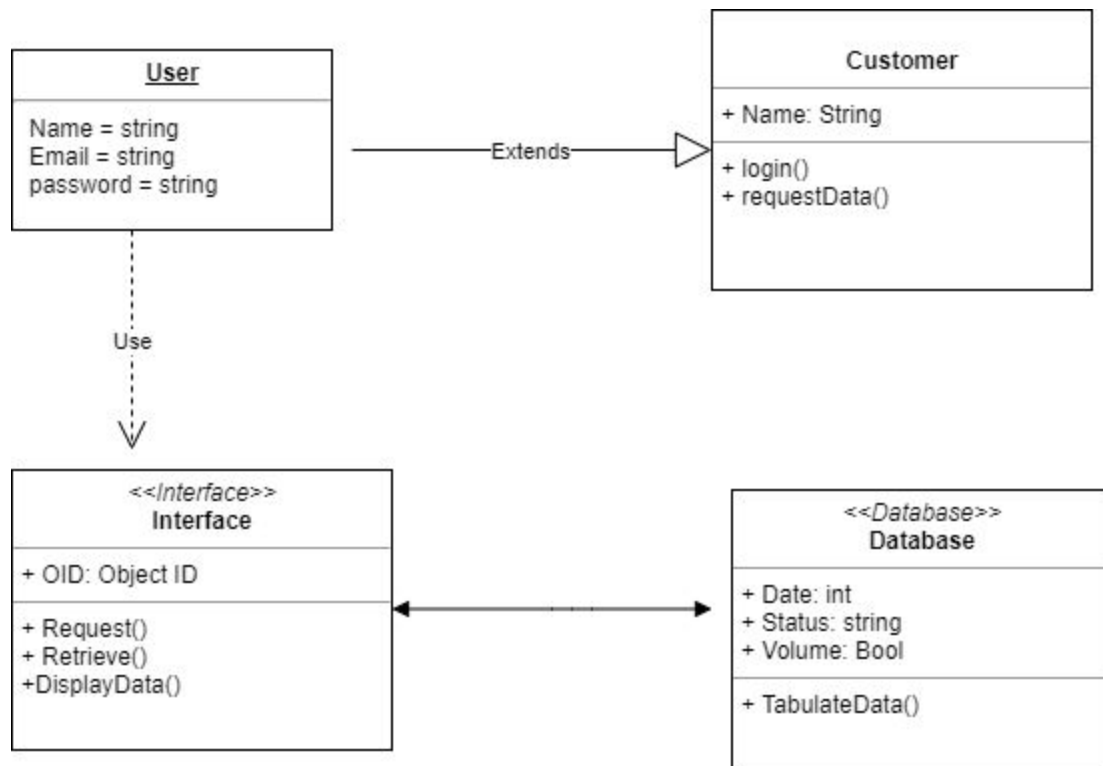 User
Name = string
Email = string
password = string
Extends
Customer
+ Name: String
+ login()
+ requestData()
Use
<<Interface>>
Interface
+ OID: Object ID
+ Request()
+ Retrieve()
+DisplayData()
<<Database>>
Database
+ Date: int
+ Status: string
+ Volume: Bool
+ TabulateData()